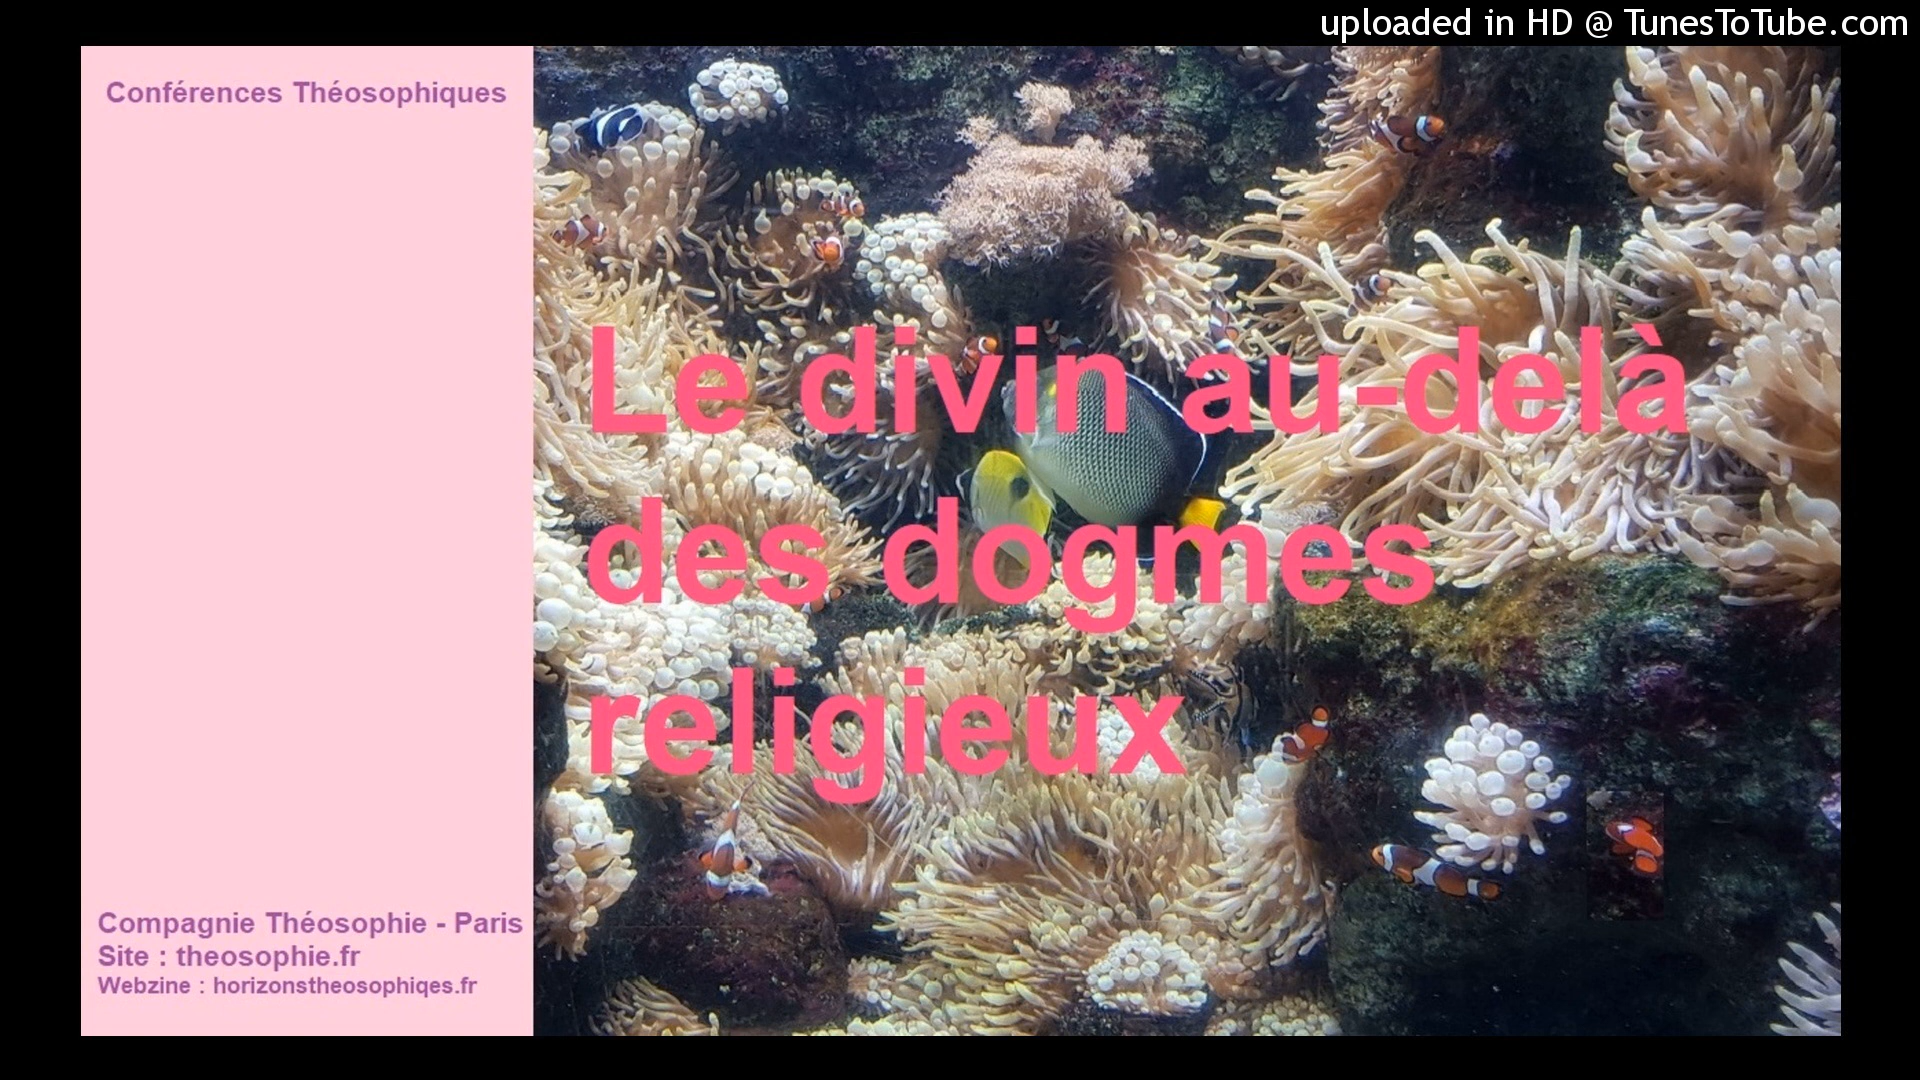 uploaded in HD @ TunesToTube.com
Conférences Théosophiques
Le divin au-delà
des dogmes
religieux
Compagnie Théosophie - Paris
Site : theosophie.fr
Webzine : horizonstheosophiqes.fr